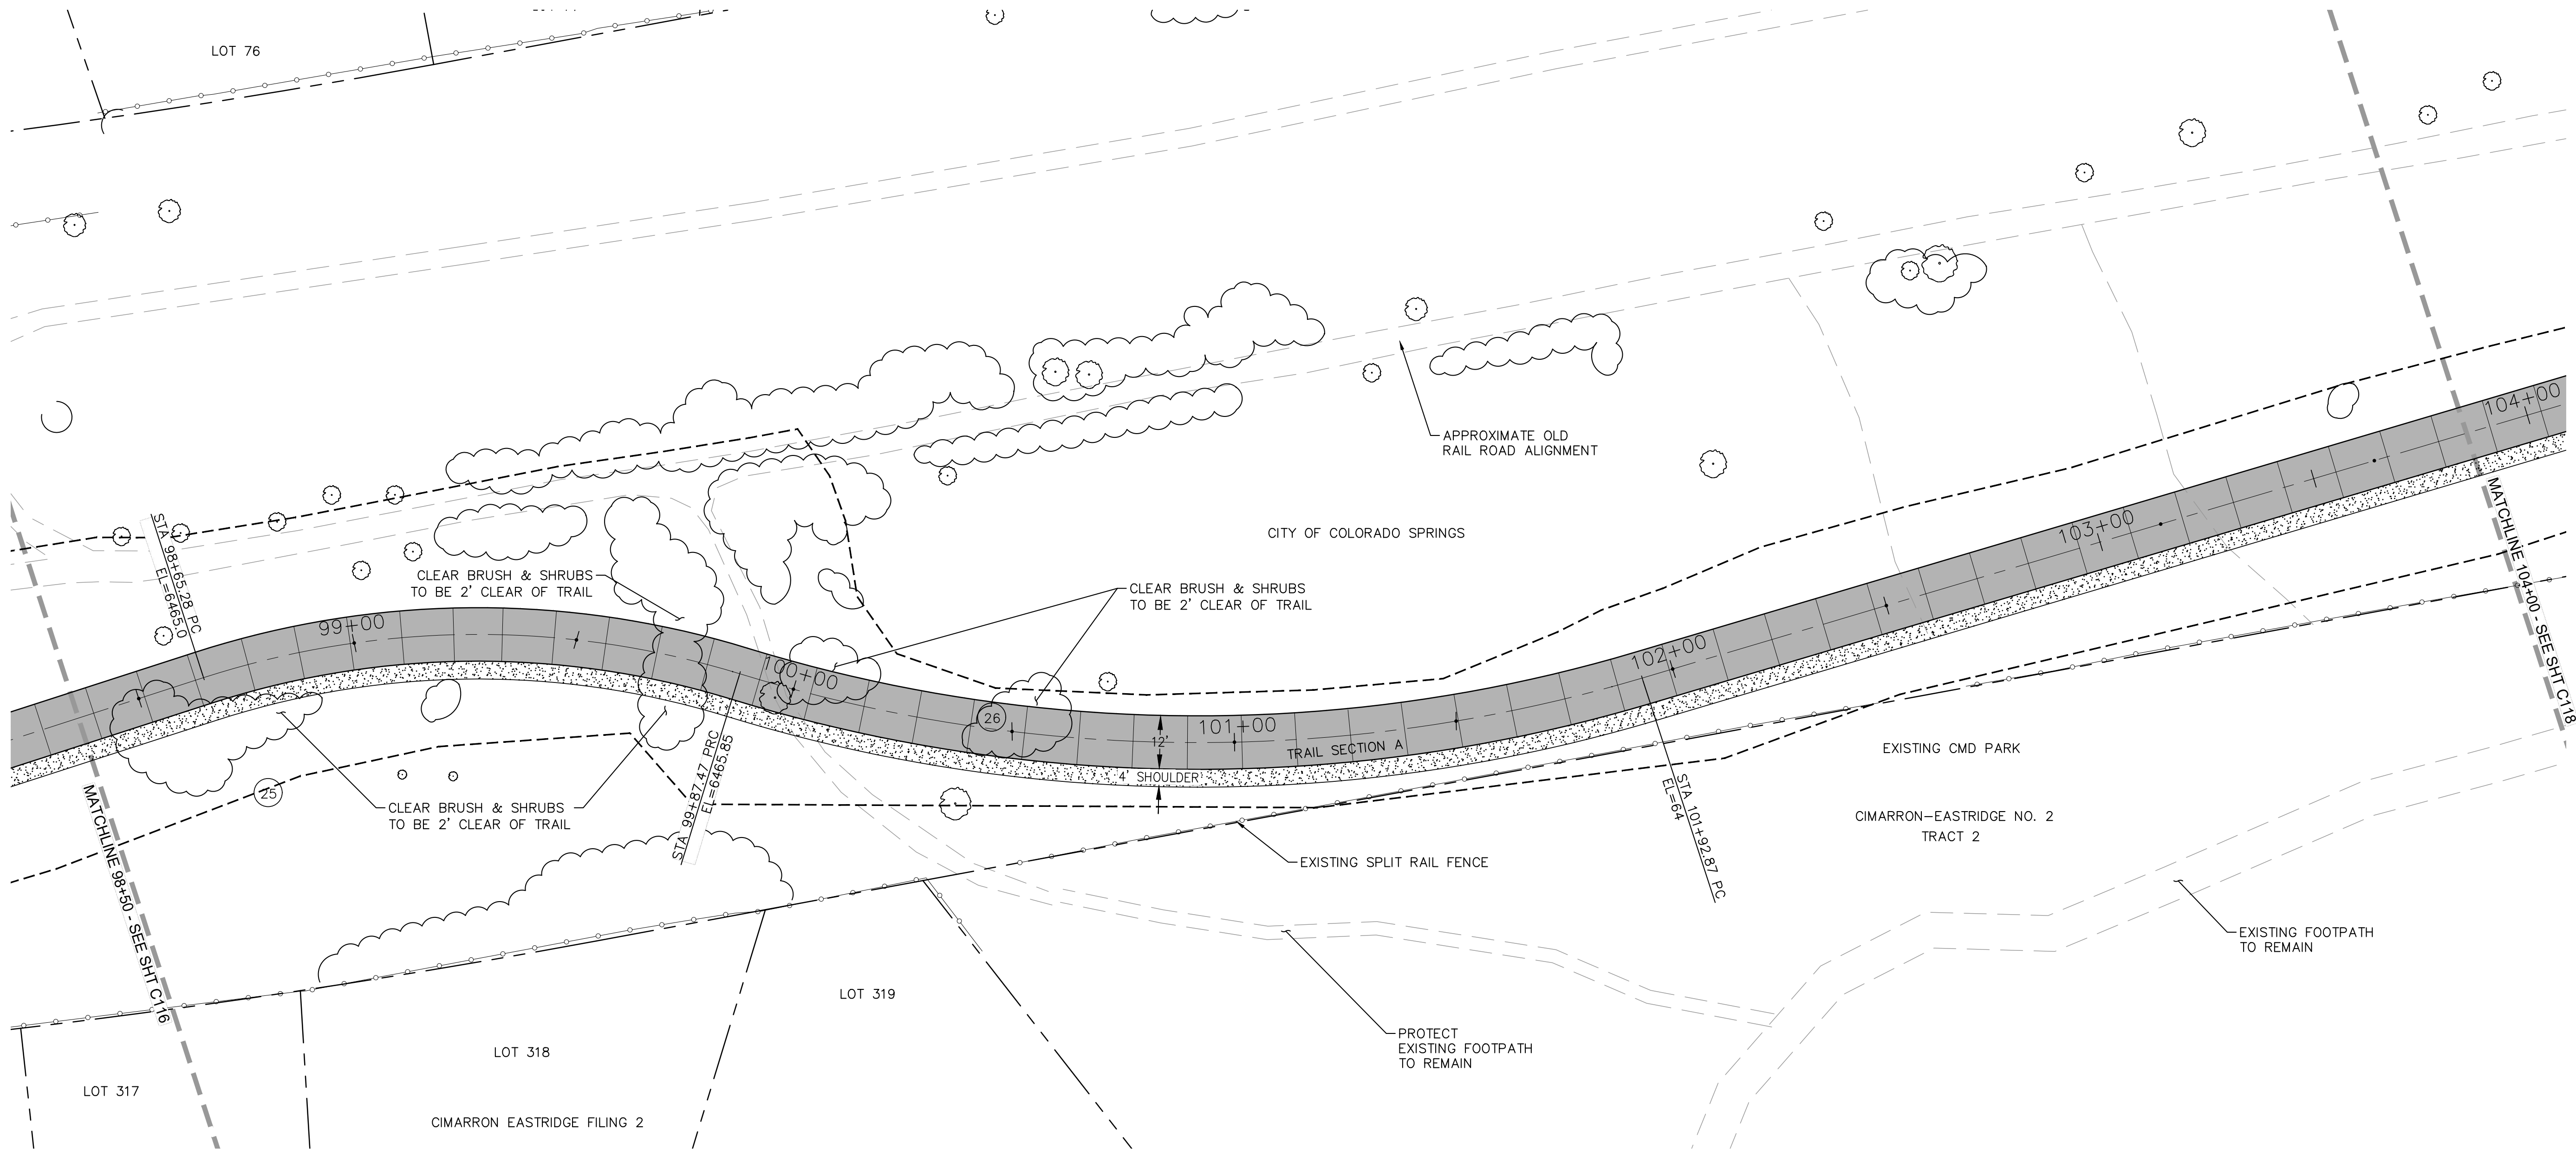 LOT 76
APPROXIMATE OLD
RAIL ROAD ALIGNMENT
CITY OF COLORADO SPRINGS
104+00
103+00
102+00
101+00
100+00
99+00
STA 98+65.28 PC
EL=6465.0
CLEAR BRUSH & SHRUBS
TO BE 2' CLEAR OF TRAIL
CLEAR BRUSH & SHRUBS
TO BE 2' CLEAR OF TRAIL
26
12'
TRAIL SECTION A
4' SHOULDER
25
CLEAR BRUSH & SHRUBS
TO BE 2' CLEAR OF TRAIL
STA 99+87.47 PRC
EL=6465.85
STA 101+92.87 PC
EL=64
MATCHLINE 98+50 - SEE SHT C116
MATCHLINE 104+00 - SEE SHT C118
EXISTING CMD PARK
CIMARRON-EASTRIDGE NO. 2
TRACT 2
EXISTING SPLIT RAIL FENCE
EXISTING FOOTPATH
TO REMAIN
PROTECT
EXISTING FOOTPATH
TO REMAIN
LOT 319
LOT 318
LOT 317
CIMARRON EASTRIDGE FILING 2